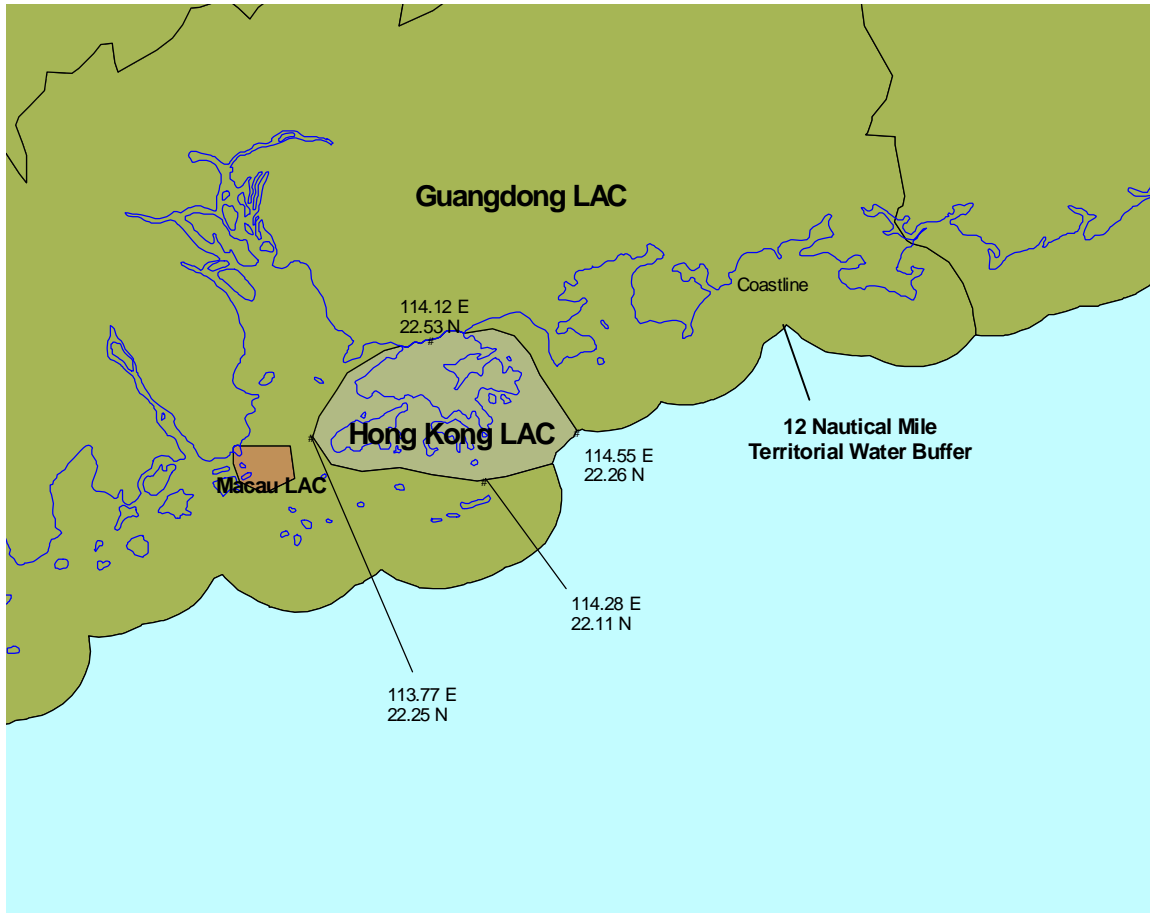 Guangdong LAC
Coastline
114.12 E
22.53 N
Hong Kong LAC
12 Nautical Mile
Territorial Water Buffer
114.55 E
22.26 N
Macau LAC
114.28 E
22.11 N
113.77 E
22.25 N